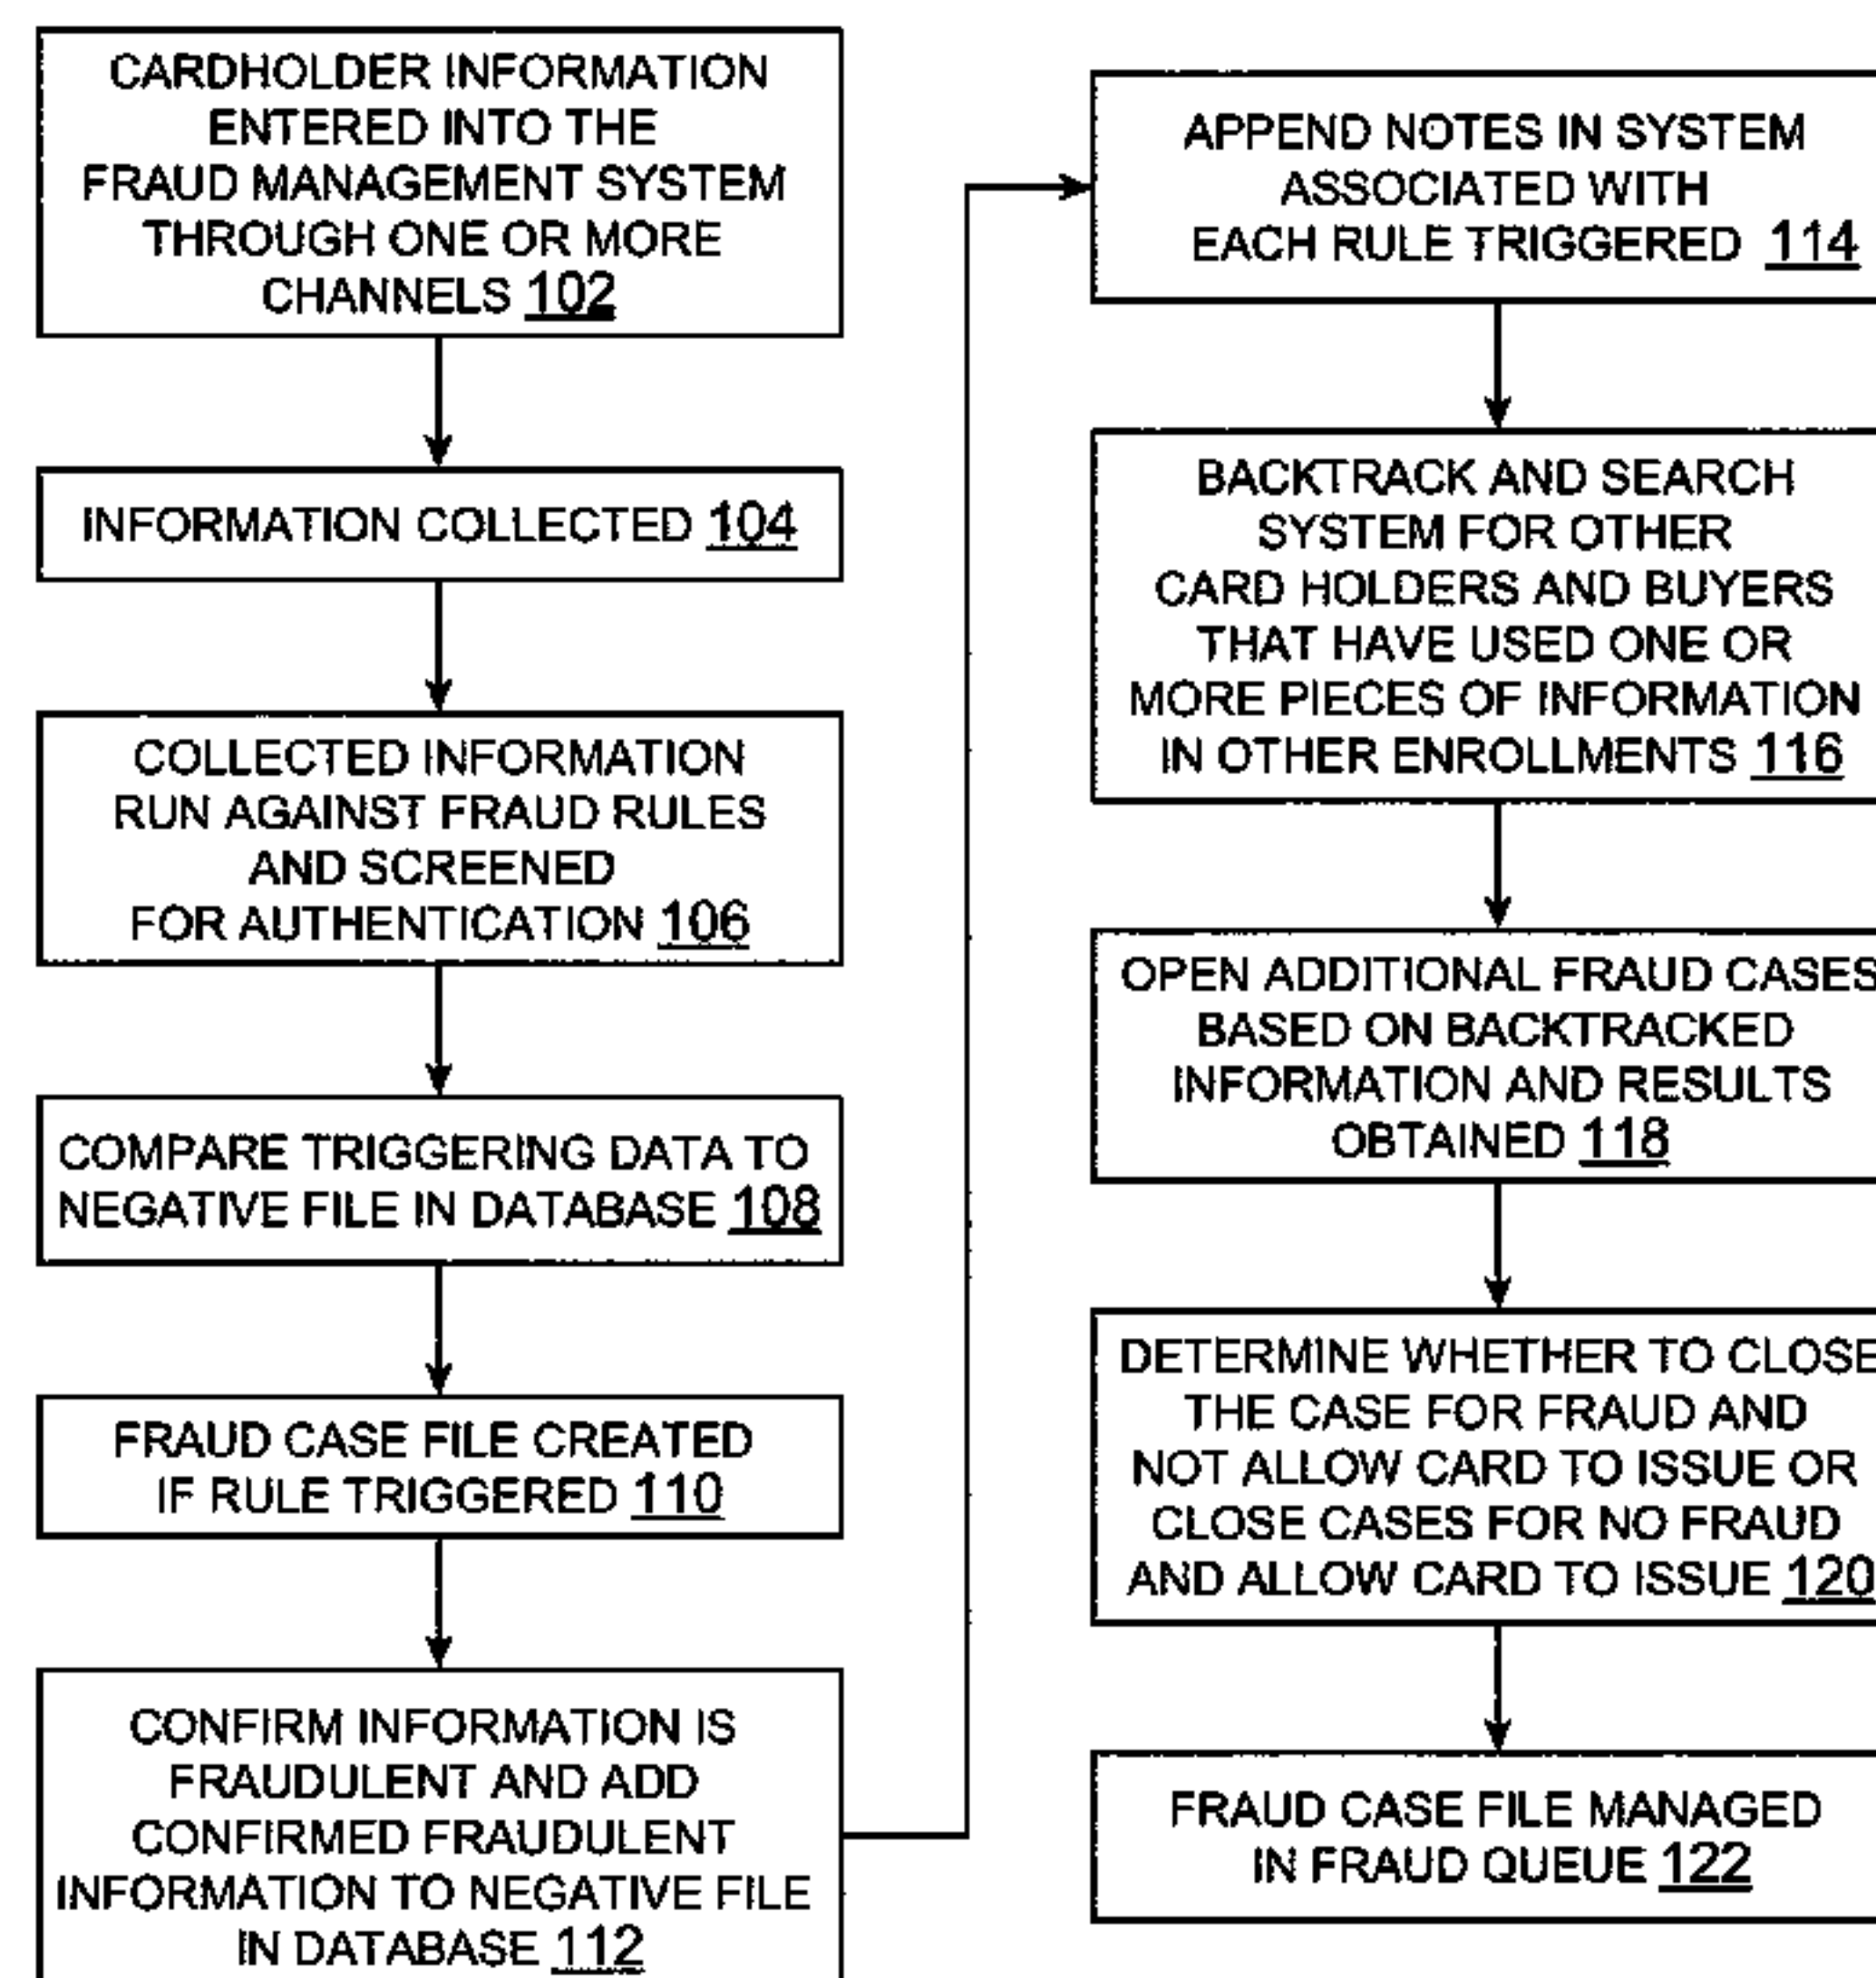 CARDHOLDER INFORMATION
ENTERED INTO THE
FRAUD MANAGEMENT SYSTEM
THROUGH ONE OR MORE
CHANNELS 102
INFORMATION COLLECTED 104
COLLECTED INFORMATION
RUN AGAINST FRAUD RULES
AND SCREENED
FOR AUTHENTICATION 106
COMPARE TRIGGERING DATA TO
NEGATIVE FILE IN DATABASE 108
FRAUD CASE FILE CREATED
IF RULE TRIGGERED 110
CONFIRM INFORMATION IS
FRAUDULENT AND ADD
CONFIRMED FRAUDULENT
INFORMATION TO NEGATIVE FILE
IN DATABASE 112
APPEND NOTES IN SYSTEM
ASSOCIATED WITH
EACH RULE TRIGGERED 114
BACKTRACK AND SEARCH
SYSTEM FOR OTHER
CARD HOLDERS AND BUYERS
THAT HAVE USED ONE OR
MORE PIECES OF INFORMATION
IN OTHER ENROLLMENTS 116
OPEN ADDITIONAL FRAUD CASES
BASED ON BACKTRACKED
INFORMATION AND RESULTS
OBTAINED 118
DETERMINE WHETHER TO CLOSE
THE CASE FOR FRAUD AND
NOT ALLOW CARD TO ISSUE OR
CLOSE CASES FOR NO FRAUD
AND ALLOW CARD TO ISSUE 120
FRAUD CASE FILE MANAGED
IN FRAUD QUEUE 122